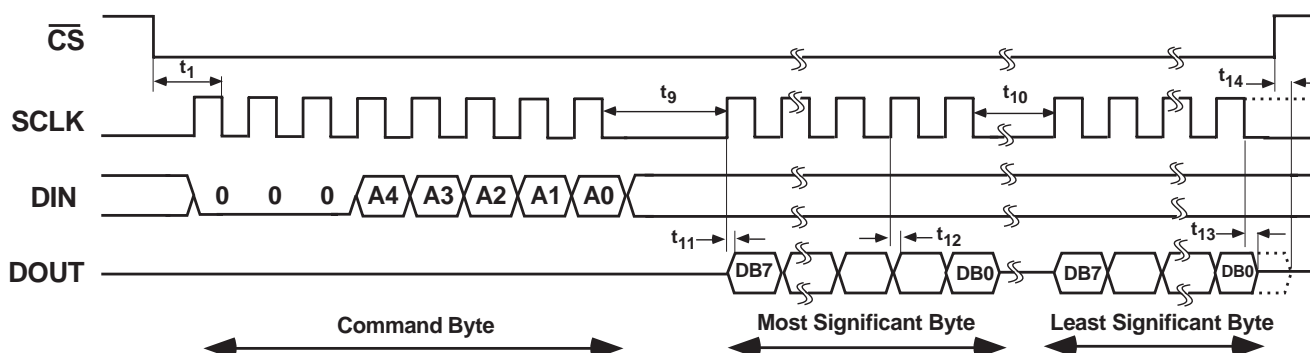 CS
t1
t14
SCLK
t9
t10
DIN
0 0 0 A4 A3 A2 A1 A0
t11
t12
t13
DOUT
DB7 DB0 DB7 DB0
Command Byte Most Significant Byte Least Significant Byte